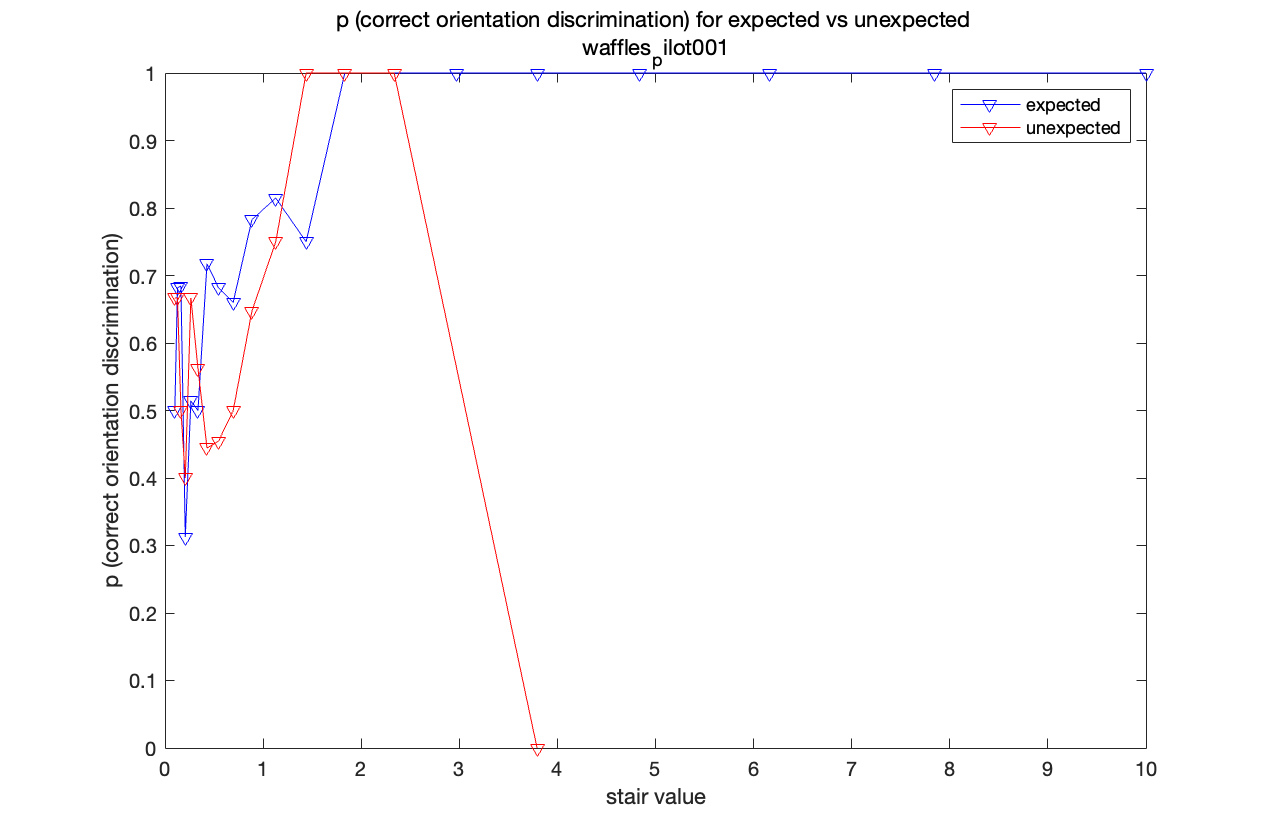 p (correct orientation discrimination) for expected vs unexpected
waffles_pilot001
1
0.9
0.8
0.7
0.6
0.5
0.4
0.3
0.2
0.1
0
p (correct orientation discrimination)
expected
unexpected
0 1 2 3 4 5 6 7 8 9 10
stair value